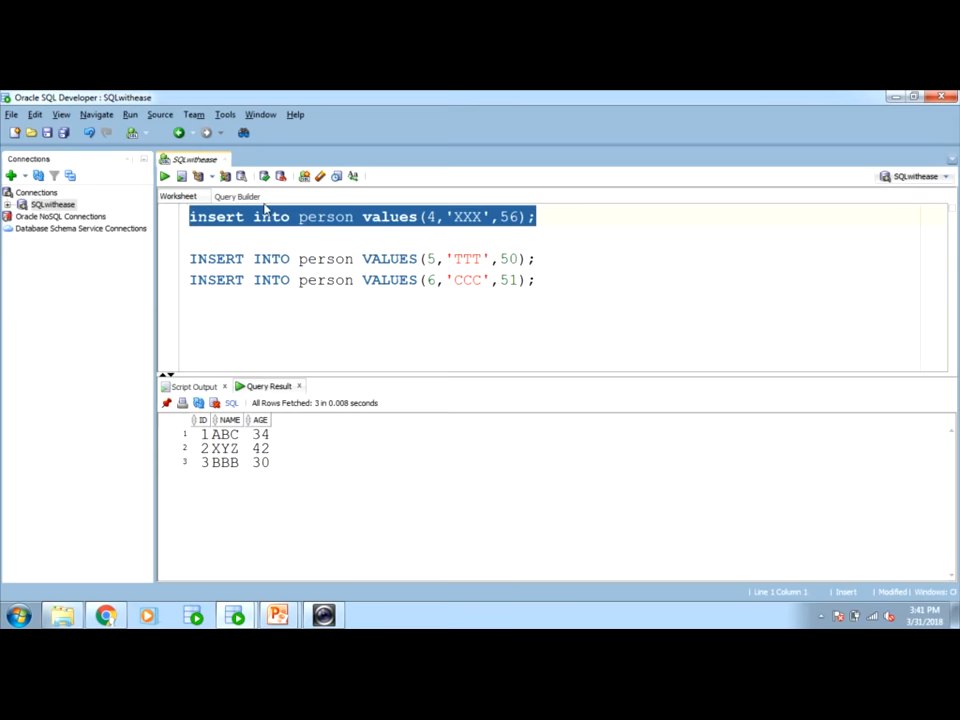 Oracle SQL Developer : SQLwithease
File Edit View Navigate Run Source Team Tools Window Help
Connections
SQLwithease
Connections
SQLwithease
Oracle NoSQL Connections
Database Schema Service Connections
SQLwithease
Worksheet Query Builder
insert into person values(4,'XXX',56);
INSERT INTO person VALUES(5,'TTT',50);
INSERT INTO person VALUES(6,'CCC',51);
Script Output x Query Result x
SQL All Rows Fetched: 3 in 0.008 seconds
ID NAME AGE
1 1 ABC 34
2 2 XYZ 42
3 3 BBB 30
Line 1 Column 1 Insert Modified Windows: C
3:41 PM
3/31/2018